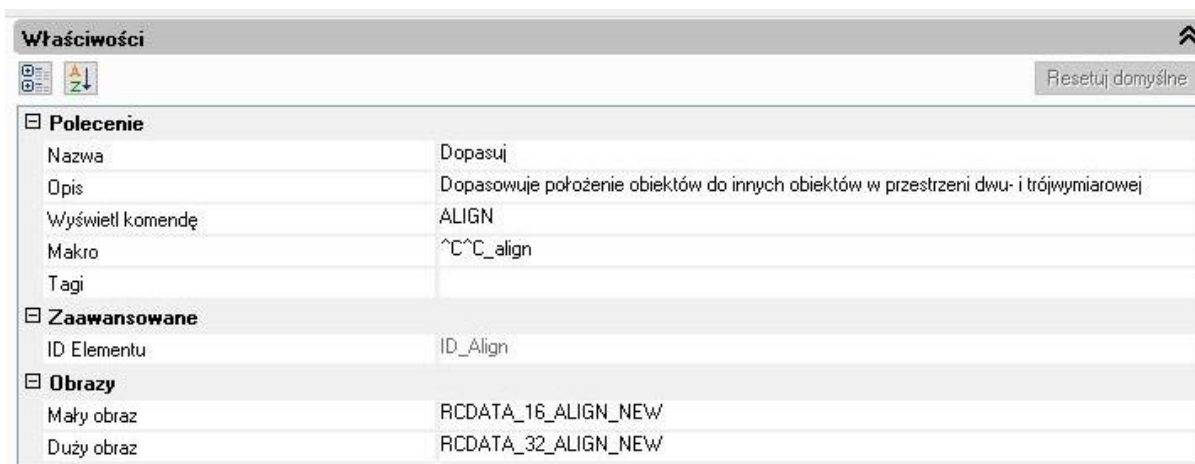 Właściwości
Resetuj domyślne
Polecenie
Nazwa Dopasuj
Opis Dopasowuje położenie obiektów do innych obiektów w przestrzeni dwu- i trójwymiarowej
Wyświetl komendę ALIGN
Makro ^C^C_align
Tagi
Zaawansowane
ID Elementu ID_Align
Obrazy
Mały obraz RCDATA_16_ALIGN_NEW
Duży obraz RCDATA_32_ALIGN_NEW